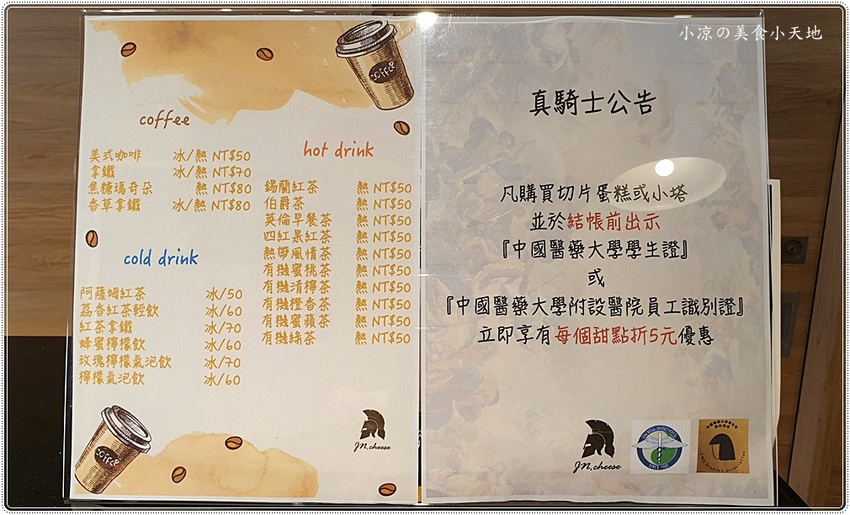 小涼の美食小天地
coffee
coffee
美式咖啡 冰/熱 NT$50
拿鐵 冰/熱 NT$70
焦糖瑪奇朵 熱 NT$80
香草拿鐵 冰/熱 NT$80
cold drink
阿薩姆紅茶 冰/50
荔香紅茶輕飲 冰/60
紅茶拿鐵 冰/70
蜂蜜檸檬飲 冰/60
玫瑰檸檬氣泡飲 冰/70
檸檬氣泡飲 冰/60
coffee
hot drink
錫蘭紅茶 熱 NT$50
伯爵茶 熱 NT$50
英倫早餐茶 熱 NT$50
四紅果紅茶 熱 NT$50
熱帶風情茶 熱 NT$50
有機蜜桃茶 熱 NT$50
有機清檸茶 熱 NT$50
有機橙香茶 熱 NT$50
有機蜜蘋茶 熱 NT$50
有機綠茶 熱 NT$50
JN.cheese
真騎士公告
凡購買切片蛋糕或小塔
並於結帳前出示
『中國醫藥大學學生證』
或
『中國醫藥大學附設醫院員工識別證』
立即享有每個甜點折5元優惠
JN.cheese